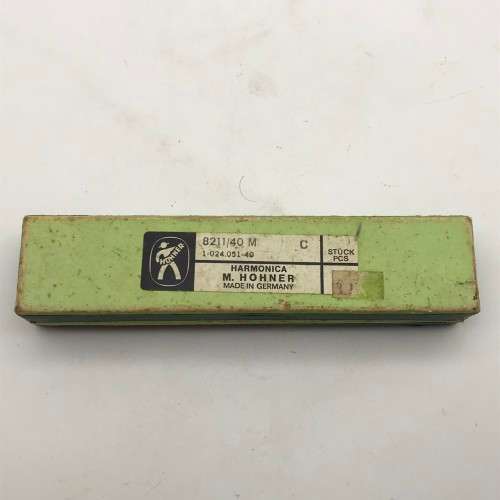 HOHNER
8211/40 M C
1-024.051-40
STÜCK
PCS
HARMONICA
M. HOHNER
MADE IN GERMANY